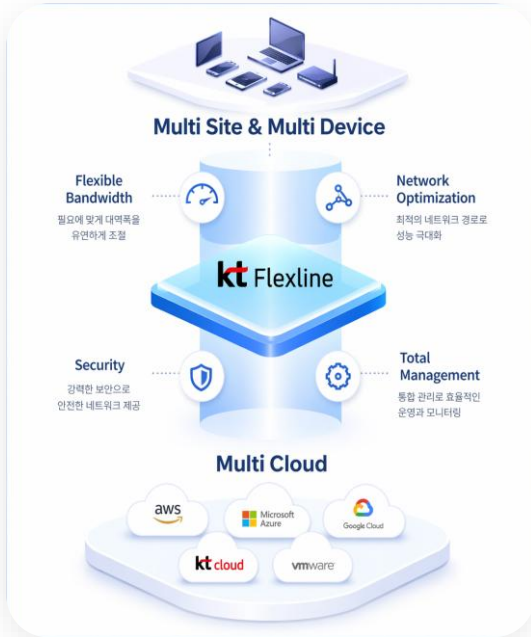 Multi Site & Multi Device
Flexible
Bandwidth
필요에 맞게 대역폭을
유연하게 조절
Network
Optimization
최적의 네트워크 경로로
성능 극대화
kt Flexline
Security
강력한 보안으로
안전한 네트워크 제공
Total
Management
통합 관리로 효율적인
운영과 모니터링
Multi Cloud
aws
Microsoft
Azure
Google Cloud
kt cloud
vmware